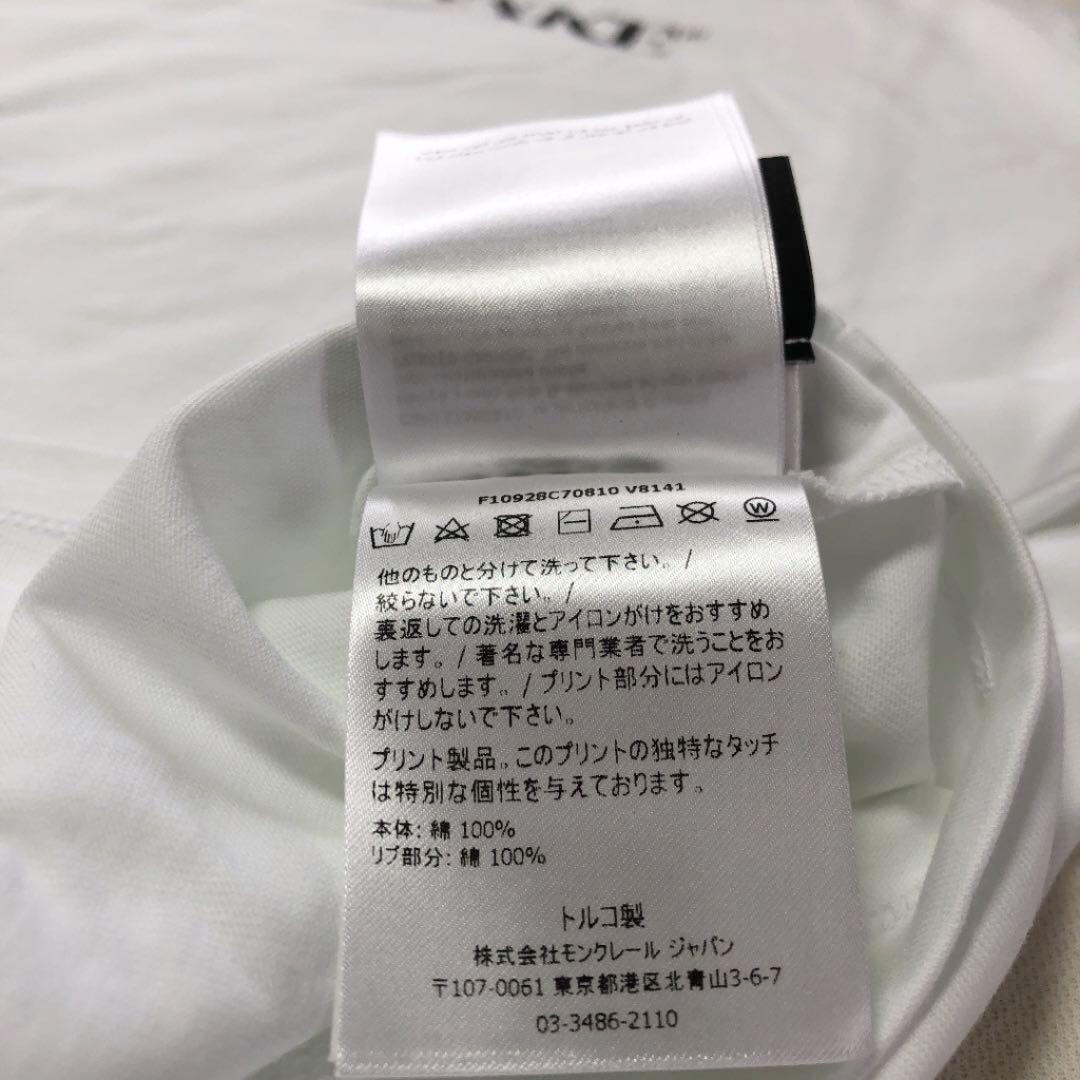 F10928C70810 V8141
W
他のものと分けて洗って下さい。/
絞らないで下さい。/
裏返しての洗濯とアイロンがけをおすすめ
します。/ 著名な専門業者で洗うことをお
すすめします。/ プリント部分にはアイロン
がけしないで下さい。
プリント製品。このプリントの独特なタッチ
は特別な個性を与えております。
本体: 綿 100%
リブ部分: 綿 100%
トルコ製
株式会社モンクレール ジャパン
〒107-0061 東京都港区北青山3-6-7
03-3486-2110